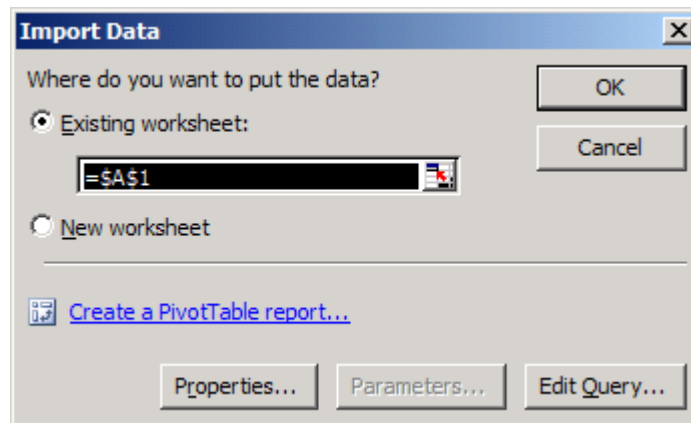 Import Data
Where do you want to put the data?
OK
Existing worksheet:
Cancel
=$A$1
New worksheet
Create a PivotTable report...
Properties...
Parameters...
Edit Query...